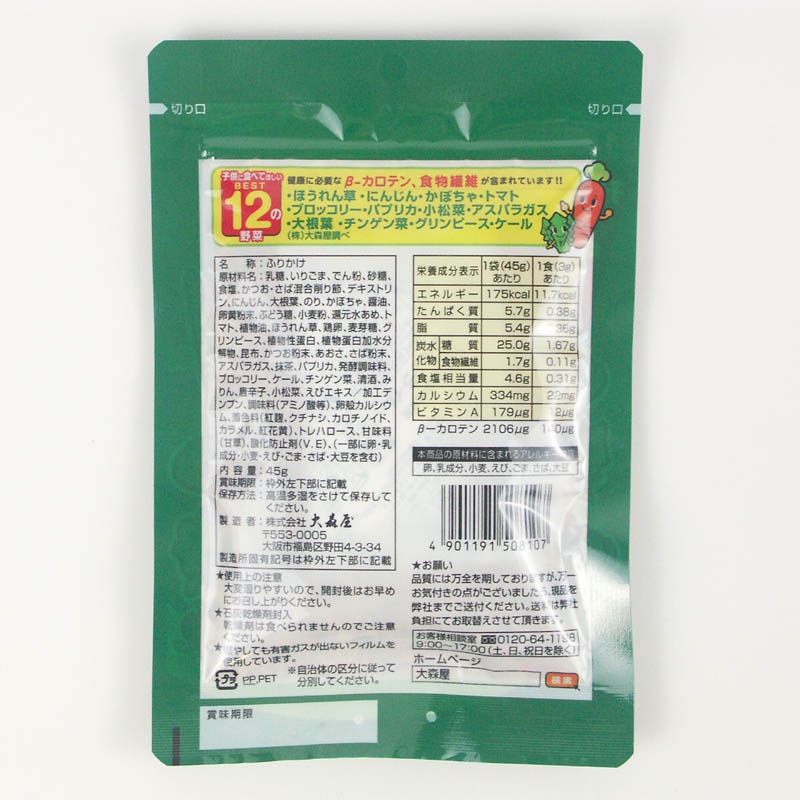 切り口
切り口
子供に食べてほしい
BEST
12の
野菜
健康に必要な β-カロテン、食物繊維 が含まれています!!
・ほうれん草・にんじん・かぼちゃ・トマト
・ブロッコリー・パプリカ・小松菜・アスパラガス
・大根葉・チンゲン菜・グリンピース・ケール
(株)大森屋調べ
名称：ふりかけ
原材料名：乳糖、いりごま、でん粉、砂糖、
食塩、かつお・さば混合削り節、デキストリ
ン、にんじん、大根葉、のり、かぼちゃ、醤油、
卵黄粉末、ぶどう糖、小麦粉、還元水あめ、ト
マト、植物油、ほうれん草、鶏卵、麦芽糖、グ
リンピース、植物性蛋白、植物蛋白加水分
解物、昆布、かつお粉末、あおさ、さば粉末、
アスパラガス、抹茶、パプリカ、発酵調味料、
ブロッコリー、ケール、チンゲン菜、清酒、み
りん、唐辛子、小松菜、えびエキス／加工デ
ンプン、調味料(アミノ酸等)、卵殻カルシウ
ム、着色料(紅麹、クチナシ、カロチノイド、
カラメル、紅花黄)、トレハロース、甘味料
(甘草)、酸化防止剤(V.E)、(一部に卵・乳
成分・小麦・えび・ごま・さば・大豆を含む)
内容量：45g
賞味期限：枠外左下部に記載
保存方法：高温多湿をさけて保存して
ください。
製造者：株式会社 大森屋
〒553-0005
大阪市福島区野田4-3-34
製造所固有記号は枠外左下部に記載
栄養成分表示 1袋(45g)あたり 1食(3g)あたり
エネルギー 175kcal 11.7kcal
たんぱく質 5.7g 0.38g
脂質 5.4g 36g
炭水化物 糖質 25.0g 1.67g
食物繊維 1.7g 0.11g
食塩相当量 4.6g 0.31g
カルシウム 334mg 22mg
ビタミンA 179μg 12μg
β-カロテン 2106μg 140μg
本商品の原材料に含まれるアレルギー物質
卵、乳成分、小麦、えび、ごま、さば、大豆
4 901191 508107
★使用上の注意
大変湿りやすいので、開封後はお早め
にお召し上がりください。
★石灰乾燥剤封入
乾燥剤は食べられませんのでご注意
ください。
★燃やしても有害ガスが出ないフィルムを
使用しています。
プラ PP,PET
※自治体の区分に従って
分別してください。
★お願い
品質には万全を期しておりますが、万一
お気付きの点がございましたら、現品を
弊社までご送付ください。送料は弊社
負担にてお取替えさせて頂きます。
お客様相談室 0120-64-1188
9:00～17:00（土、日、祝日を除く）
ホームページ
大森屋 検索
賞味期限